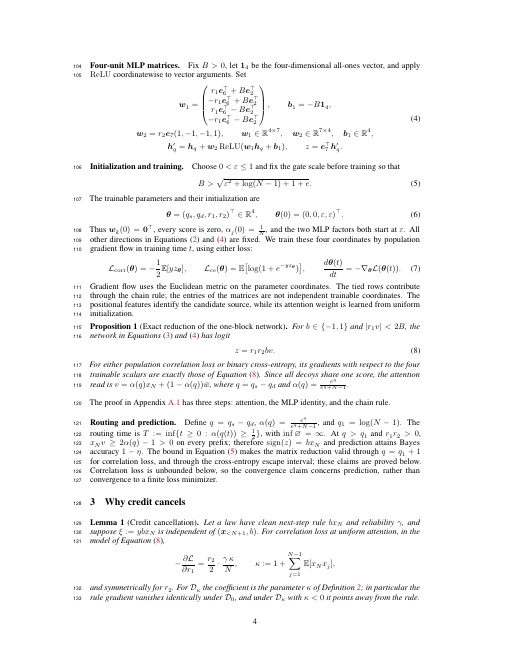 104 Four-unit MLP matrices. Fix B > 0, let 1₄ be the four-dimensional all-ones vector, and apply
105 ReLU coordinatewise to vector arguments. Set
w₁ = ( r₁e₆⊤ + Be₂⊤ ; −r₁e₆⊤ + Be₂⊤ ; r₁e₆⊤ − Be₂⊤ ; −r₁e₆⊤ − Be₂⊤ ), b₁ = −B1₄, (4)
w₂ = r₂e₇(1, −1, −1, 1), w₁ ∈ ℝ⁴ˣ⁷, w₂ ∈ ℝ⁷ˣ⁴, b₁ ∈ ℝ⁴,
h′_q = h_q + w₂ ReLU(w₁h_q + b₁), z = e₇⊤h′_q.
106 Initialization and training. Choose 0 < ε ≤ 1 and fix the gate scale before training so that
B > √(ε² + log(N − 1) + 1 + ε. (5)
107 The trainable parameters and their initialization are
θ = (q_s, q_d, r₁, r₂)⊤ ∈ ℝ⁴, θ(0) = (0, 0, ε, ε)⊤. (6)
108 Thus w_k(0) = 0⊤, every score is zero, α_j(0) = 1/N, and the two MLP factors both start at ε. All
109 other directions in Equations (2) and (4) are fixed. We train these four coordinates by population
110 gradient flow in training time t, using either loss:
L_corr(θ) = −½𝔼[yz_θ], L_ce(θ) = 𝔼[log(1 + e^{−yz_θ})], dθ(t)/dt = −∇_θL(θ(t)). (7)
111 Gradient flow uses the Euclidean metric on the parameter coordinates. The tied rows contribute
112 through the chain rule; the entries of the matrices are not independent trainable coordinates. The
113 positional features identify the candidate source, while its attention weight is learned from uniform
114 initialization.
115 Proposition 1 (Exact reduction of the one-block network). For b ∈ {−1, 1} and |r₁v| < 2B, the
116 network in Equations (3) and (4) has logit
z = r₁r₂bv. (8)
117 For either population correlation loss or binary cross-entropy, its gradients with respect to the four
118 trainable scalars are exactly those of Equation (8). Since all decoys share one score, the attention
119 read is v = α(q)x_N + (1 − α(q))w̄, where q = q_s − q_d and α(q) = e^q/(e^q+N−1).
120 The proof in Appendix A.1 has three steps: attention, the MLP identity, and the chain rule.
121 Routing and prediction. Define q = q_s − q_d, α(q) = e^q/(e^q+N−1), and q₁ = log(N − 1). The
122 routing time is T := inf{t ≥ 0 : α(q(t)) ≥ ½}, with inf ∅ = ∞. At q > q₁ and r₁r₂ > 0,
123 x_N v ≥ 2α(q) − 1 > 0 on every prefix; therefore sign(z) = bx_N and prediction attains Bayes
124 accuracy 1 − η. The bound in Equation (5) makes the matrix reduction valid through q = q₁ + 1
125 for correlation loss, and through the cross-entropy escape interval; these claims are proved below.
126 Correlation loss is unbounded below, so the convergence claim concerns prediction, rather than
127 convergence to a finite loss minimizer.
128 3 Why credit cancels
129 Lemma 1 (Credit cancellation). Let a law have clean next-step rule bx_N and reliability γ, and
130 suppose ξ := ybx_N is independent of (x_{<N+1}, b). For correlation loss at uniform attention, in the
131 model of Equation (8),
−∂L/∂r₁ = r₂/2 · γκ/N, κ := 1 + ∑_{j=1}^{N−1} 𝔼[x_N x_j],
132 and symmetrically for r₂. For D_κ the coefficient is the parameter κ of Definition 2; in particular the
133 rule gradient vanishes identically under D₀, and under D_κ with κ < 0 it points away from the rule.
4